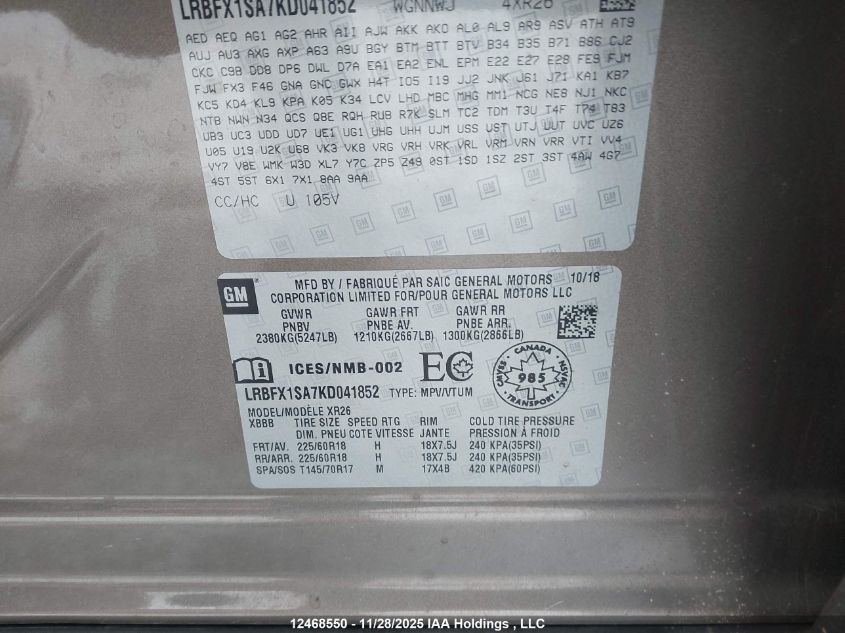 LRBFX1SA7KD041852 WGNNWJ 4XR26
AED AEQ AG1 AG2 AHR AII AJW AKK AKO AL0 AL9 AR9 ASV ATH AT9
AUJ AU3 AXG AXP A63 A9U BGY BTM BTT BTV B34 B35 B71 B86 CJ2
CKC C9B DD8 DP6 DWL D7A EA1 EA2 ENL EPM E22 E27 E28 FE9 FJM
FJW FX3 F46 GNA GNC GWX H4T IO5 I19 JJ2 JNK J61 J71 KA1 KB7
KC5 KD4 KL9 KPA K05 K34 LCV LHD MBC MHG MM1 NCG NE8 NJ1 NKC
NTB NWN N34 QCS Q8E RQH RUB R7K SLM TC2 TDM T3U T4F T74 T83
UB3 UC3 UDD UD7 UE1 UG1 UHG UHH UJM USS UST UTJ UUT UVC UZ6
U05 U19 U2K U68 VK3 VK8 VRG VRH VRK VRL VRM VRN VRR VTI VV4
VY7 V8E WMK W3D XL7 Y7C ZP5 Z49 0ST 1SD 1SZ 2ST 3ST 4AW 4G7
4ST 5ST 6X1 7X1 8AA 9AA
CC/HC U 105V
GM
MFD BY / FABRIQUÉ PAR SAIC GENERAL MOTORS 10/18
CORPORATION LIMITED FOR/POUR GENERAL MOTORS LLC
GVWR GAWR FRT GAWR RR
PNBV PNBE AV. PNBE ARR.
2380KG(5247LB) 1210KG(2667LB) 1300KG(2866LB)
ICES/NMB-002 EC
CANADA
CMVSS 985 NSVAC
TRANSPORT
LRBFX1SA7KD041852 TYPE: MPV/VTUM
MODEL/MODÈLE XR26
XBBB TIRE SIZE SPEED RTG RIM COLD TIRE PRESSURE
DIM. PNEU COTE VITESSE JANTE PRESSION À FROID
FRT/AV. 225/60R18 H 18X7.5J 240 KPA(35PSI)
RR/ARR. 225/60R18 H 18X7.5J 240 KPA(35PSI)
SPA/SOS T145/70R17 M 17X4B 420 KPA(60PSI)
12468550 - 11/28/2025 IAA Holdings , LLC